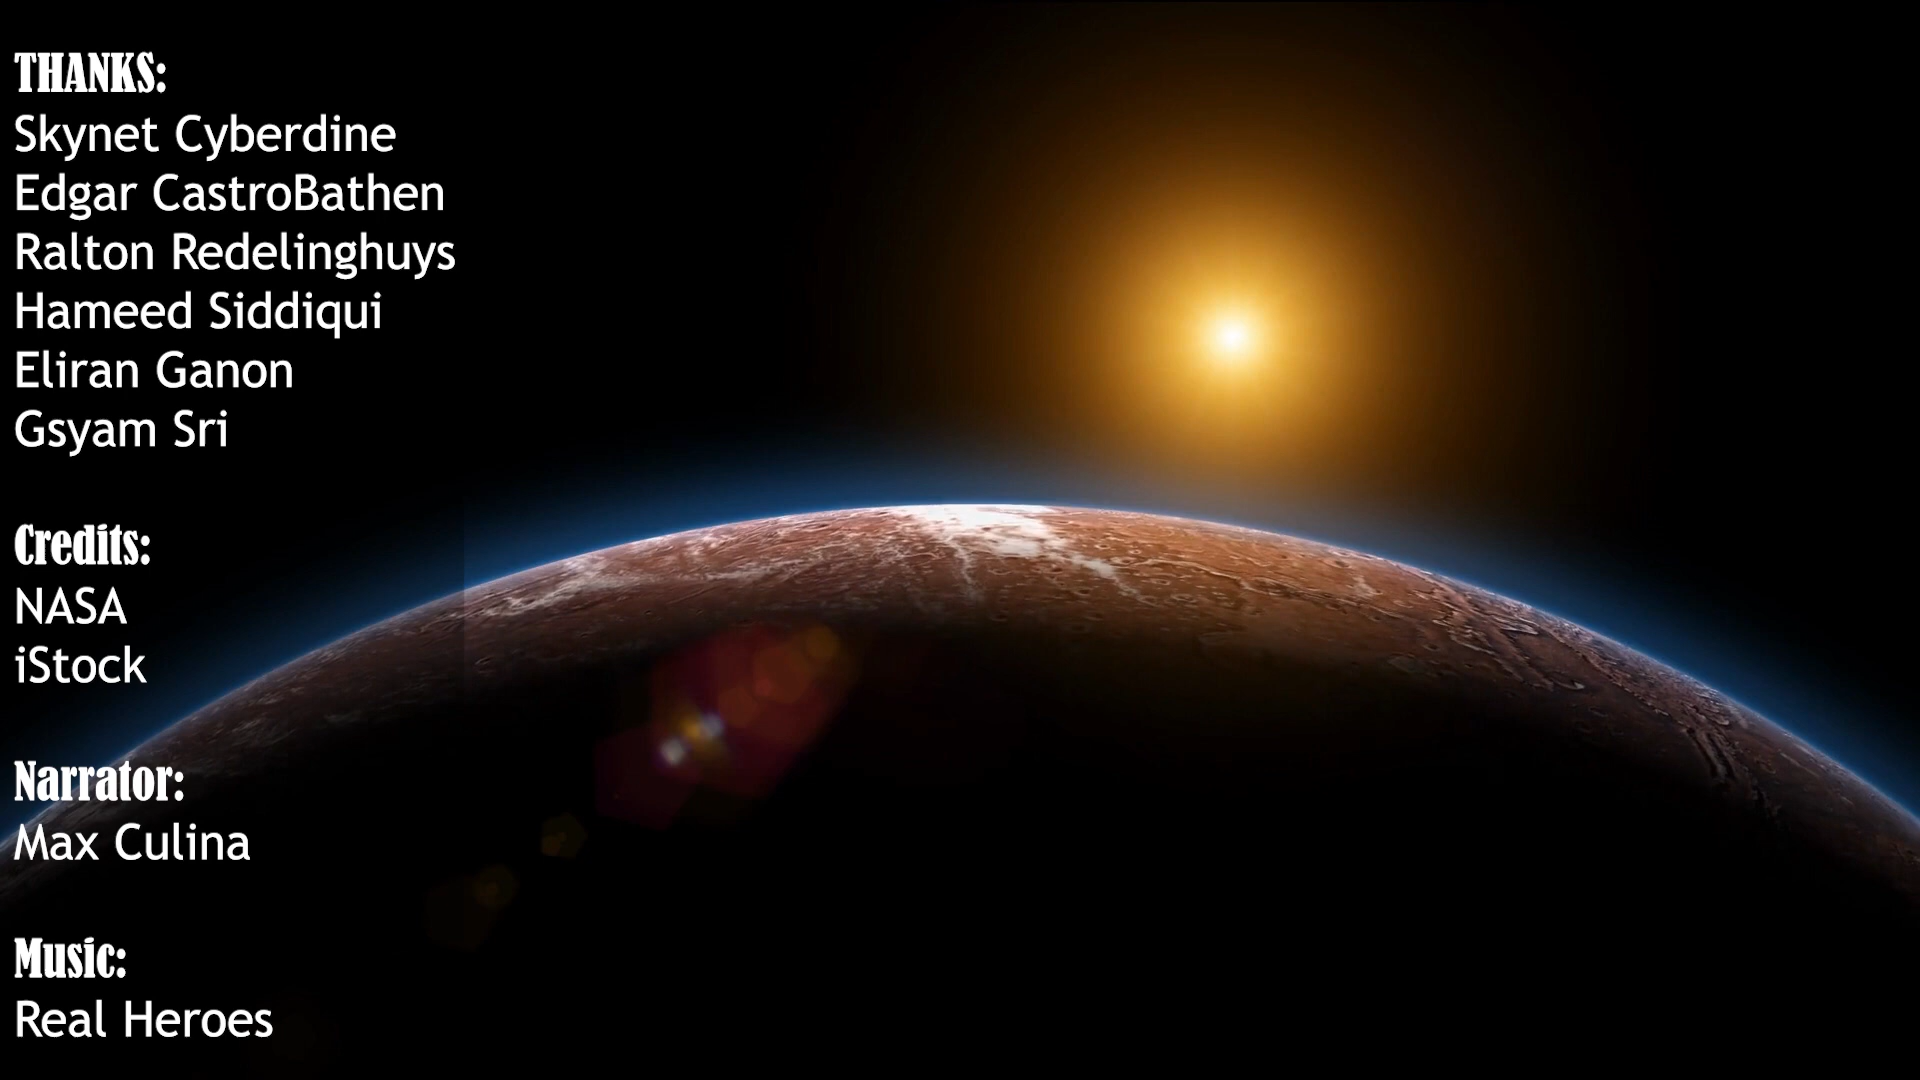 THANKS:
Skynet Cyberdine
Edgar CastroBathen
Ralton Redelinghuys
Hameed Siddiqui
Eliran Ganon
Gsyam Sri
Credits:
NASA
iStock
Narrator:
Max Culina
Music:
Real Heroes